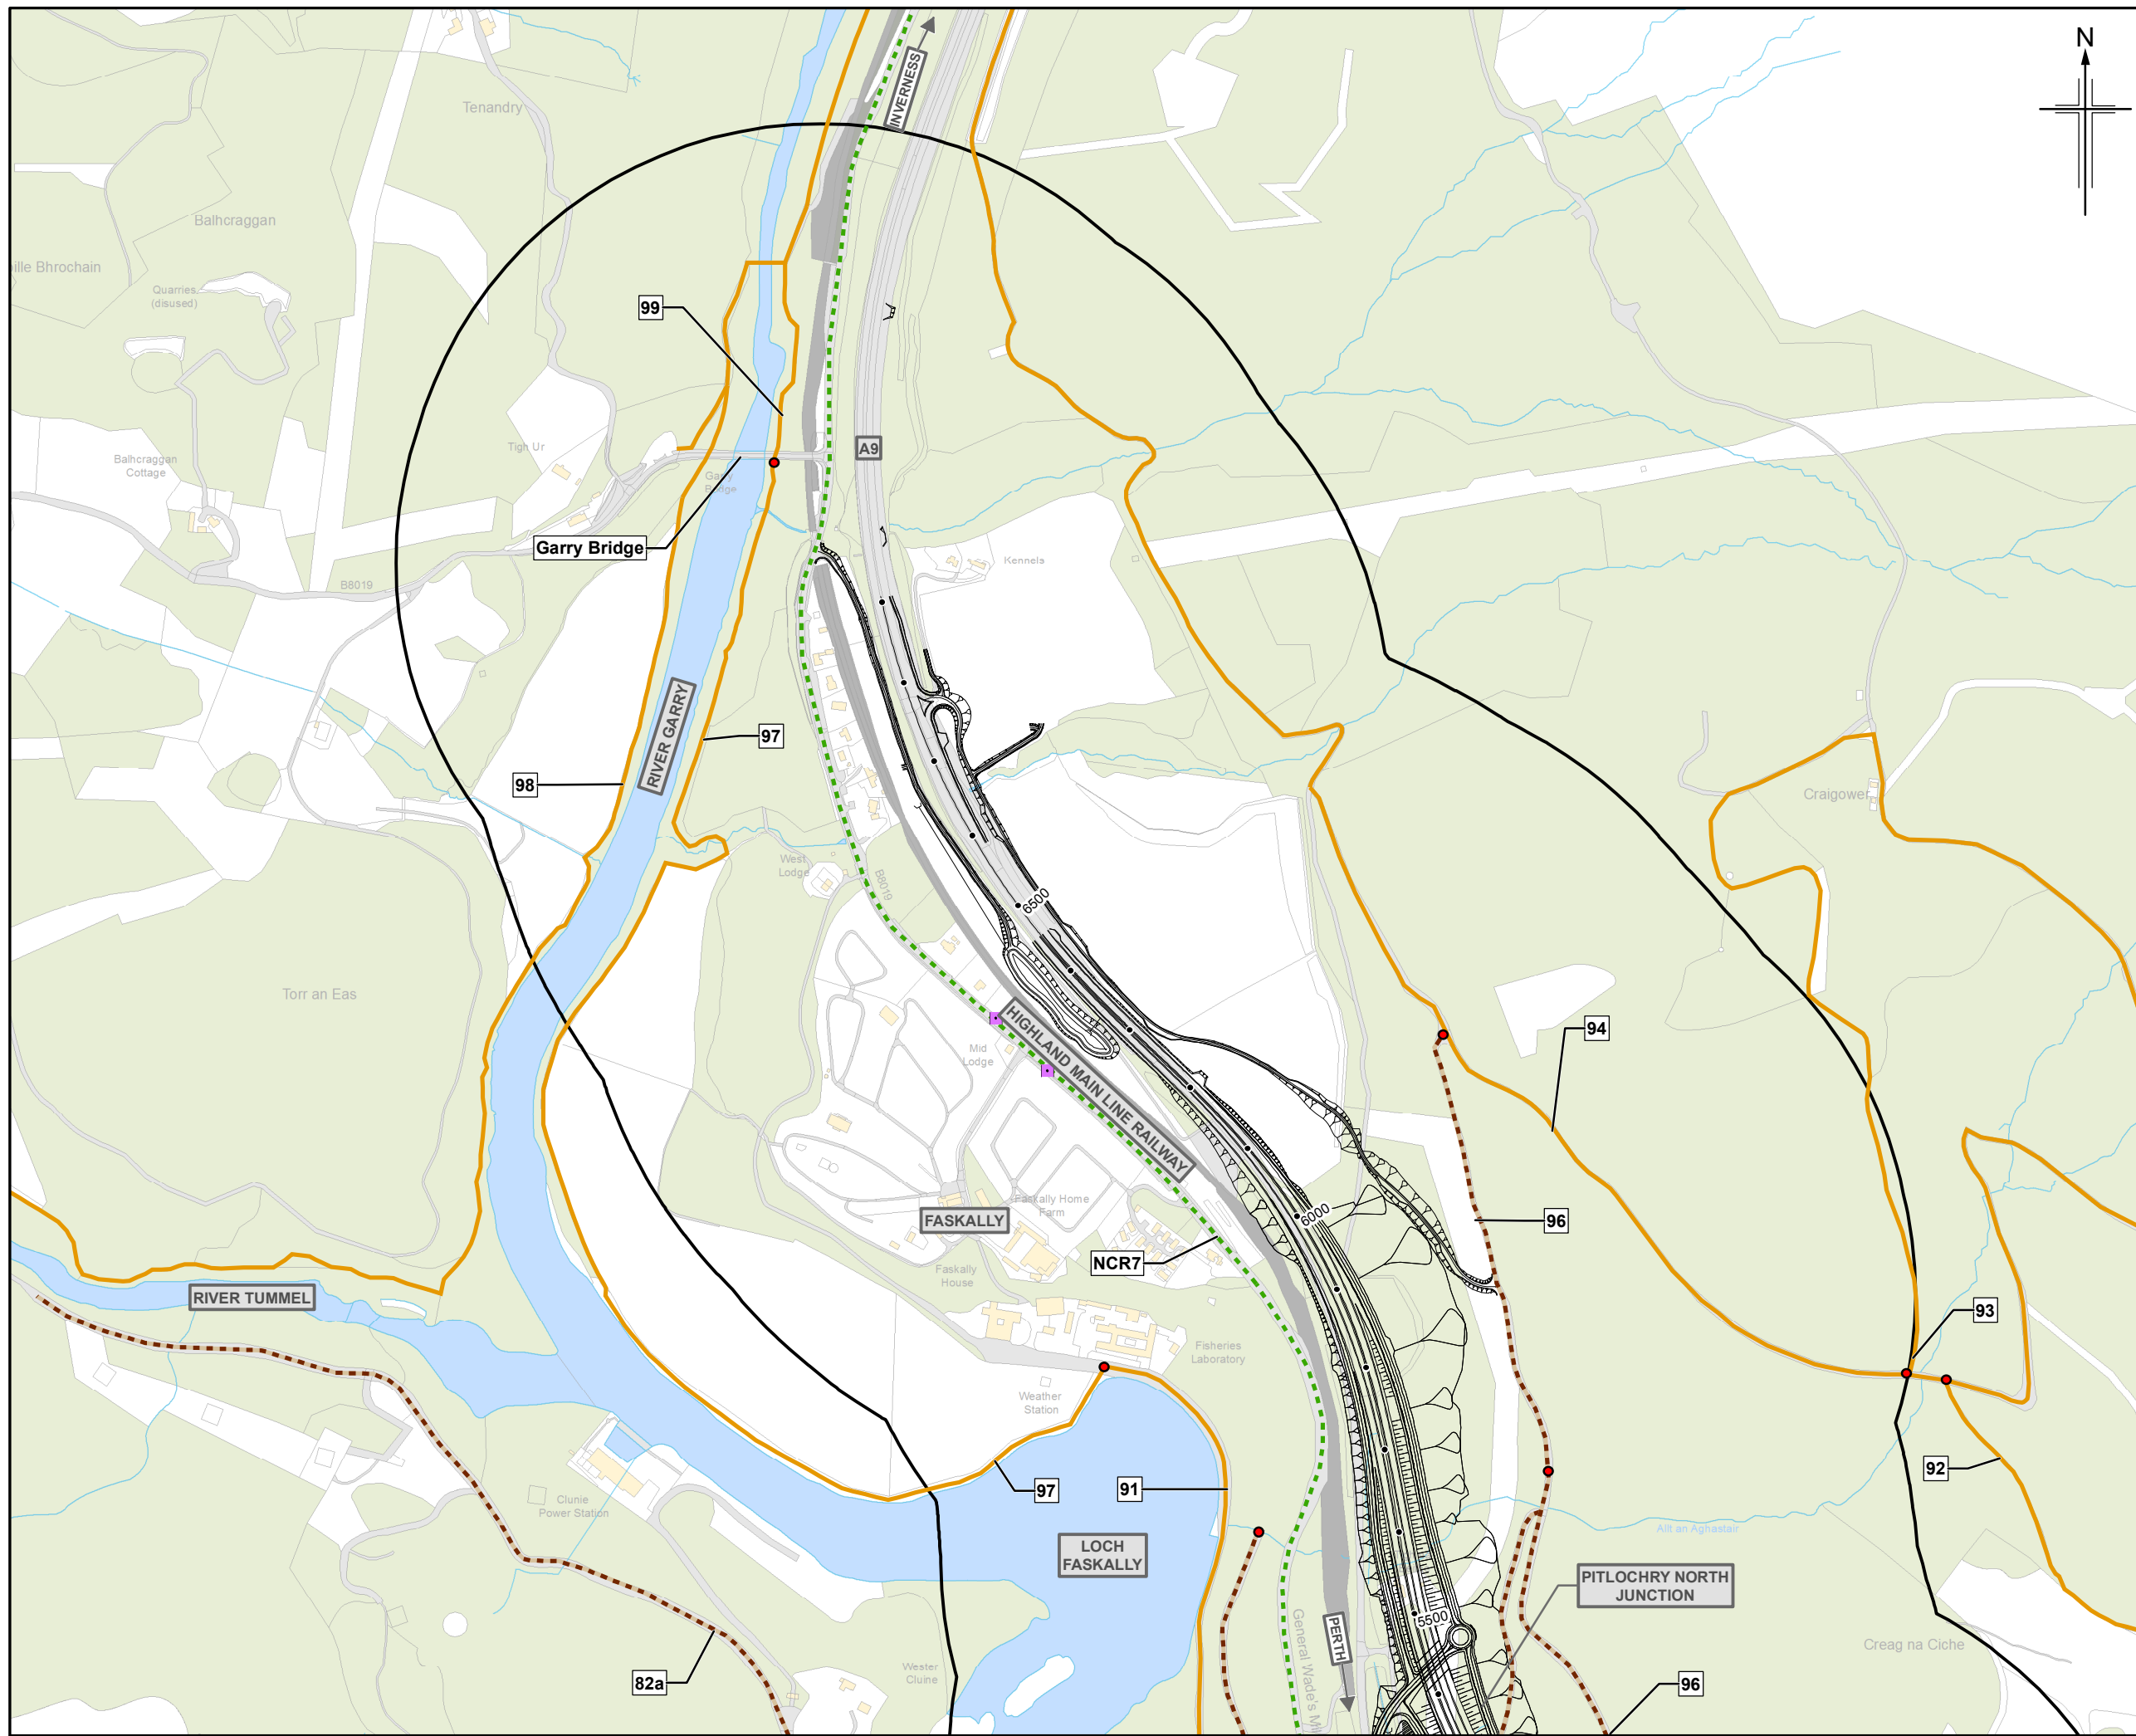 N
INVERNESS
Tenandry
Balhcraggan
ille Bhrochain
Quarries
(disused)
99
A9
Tigh Ur
Balhcraggan
Cottage
Garry
Bridge
Garry Bridge
Kennels
B8019
RIVER GARRY
97
98
Craigower
West
Lodge
B8019
6500
Torr an Eas
HIGHLAND MAIN LINE RAILWAY
94
Mid
Lodge
Faskally Home
Farm
6000
FASKALLY
96
NCR7
Faskally
House
RIVER TUMMEL
93
Fisheries
Laboratory
Weather
Station
92
97
91
Clunie
Power Station
Allt an Aghastair
LOCH
FASKALLY
PITLOCHRY NORTH
JUNCTION
5500
General Wade's Mil
PERTH
Creag na Ciche
Wester
Cluine
82a
96